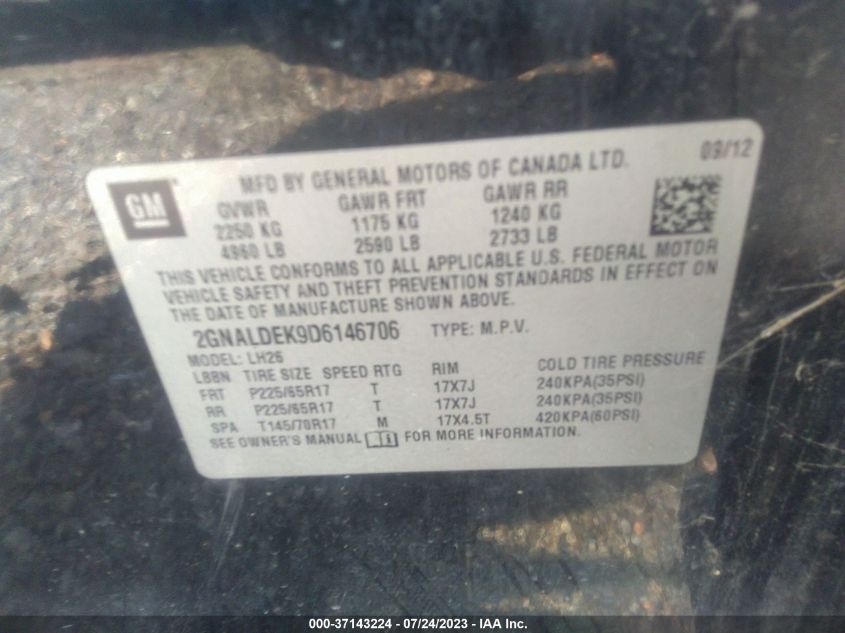 GM
MFD BY GENERAL MOTORS OF CANADA LTD. 09/12
GVWR GAWR FRT GAWR RR
2250 KG 1175 KG 1240 KG
4960 LB 2590 LB 2733 LB
THIS VEHICLE CONFORMS TO ALL APPLICABLE U.S. FEDERAL MOTOR
VEHICLE SAFETY AND THEFT PREVENTION STANDARDS IN EFFECT ON
THE DATE OF MANUFACTURE SHOWN ABOVE.
2GNALDEK9D6146706 TYPE: M.P.V.
MODEL: LH26
L8BN TIRE SIZE SPEED RTG RIM COLD TIRE PRESSURE
FRT P225/65R17 T 17X7J 240KPA(35PSI)
RR P225/65R17 T 17X7J 240KPA(35PSI)
SPA T145/70R17 M 17X4.5T 420KPA(60PSI)
SEE OWNER'S MANUAL FOR MORE INFORMATION.
000-37143224 - 07/24/2023 - IAA Inc.